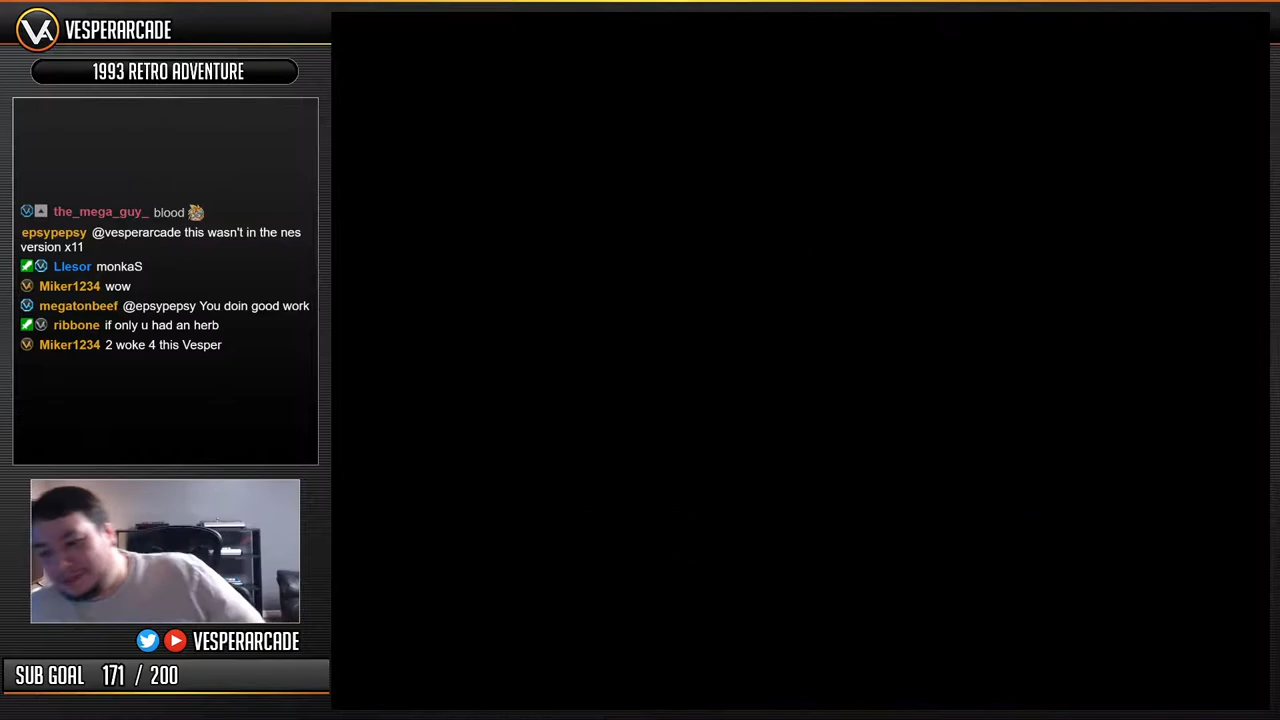 VESPERARCADE
1993 RETRO ADVENTURE
the_mega_guy_ blood
epsypepsy @vesperarcade this wasn't in the nes
version x11
Llesor monkaS
Miker1234 wow
megatonbeef @epsypepsy You doin good work
ribbone if only u had an herb
Miker1234 2 woke 4 this Vesper
VESPERARCADE
SUB GOAL 171 / 200